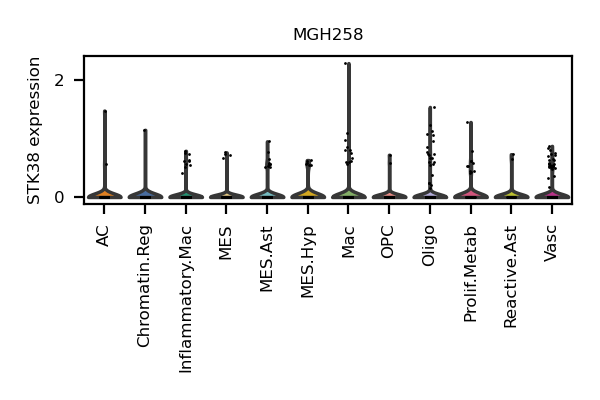 MGH258
STK38 expression
2
0
AC
Chromatin.Reg
Inflammatory.Mac
MES
MES.Ast
MES.Hyp
Mac
OPC
Oligo
Prolif.Metab
Reactive.Ast
Vasc